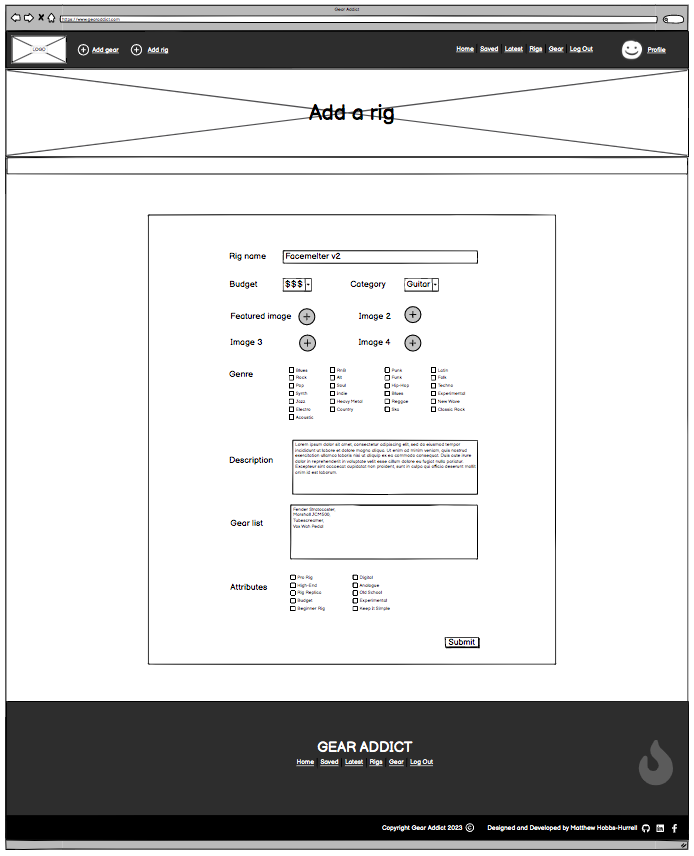 Gear Addict
https://www.gearaddict.com
LOGO
Add gear
Add rig
Home Saved Latest Rigs Gear Log Out
Profile
Add a rig
Rig name
Facemelter v2
Budget
$$$
Category
Guitar
Featured image
Image 2
Image 3
Image 4
Genre
Blues RnB Punk Latin
Rock Alt Funk Folk
Pop Soul Hip-Hop Techno
Synth Indie Blues Experimental
Jazz Heavy Metal Reggae New Wave
Electro Country Ska Classic Rock
Acoustic
Description
Lorem ipsum dolor sit amet, consectetur adipiscing elit, sed do eiusmod tempor
incididunt ut labore et dolore magna aliqua. Ut enim ad minim veniam, quis nostrud
exercitation ullamco laboris nisi ut aliquip ex ea commodo consequat. Duis aute irure
dolor in reprehenderit in voluptate velit esse cillum dolore eu fugiat nulla pariatur.
Excepteur sint occaecat cupidatat non proident, sunt in culpa qui officia deserunt mollit
anim id est laborum.
Gear list
Fender Stratocaster
Marshall JCM500,
Tubescreamer,
Vox Wah Pedal
Attributes
Pro Rig Digital
High-End Analogue
Rig Replica Old School
Budget Experimental
Beginner Rig Keep It Simple
Submit
GEAR ADDICT
Home Saved Latest Rigs Gear Log Out
Copyright Gear Addict 2023 © Designed and Developed by Matthew Hobbs-Hurrell